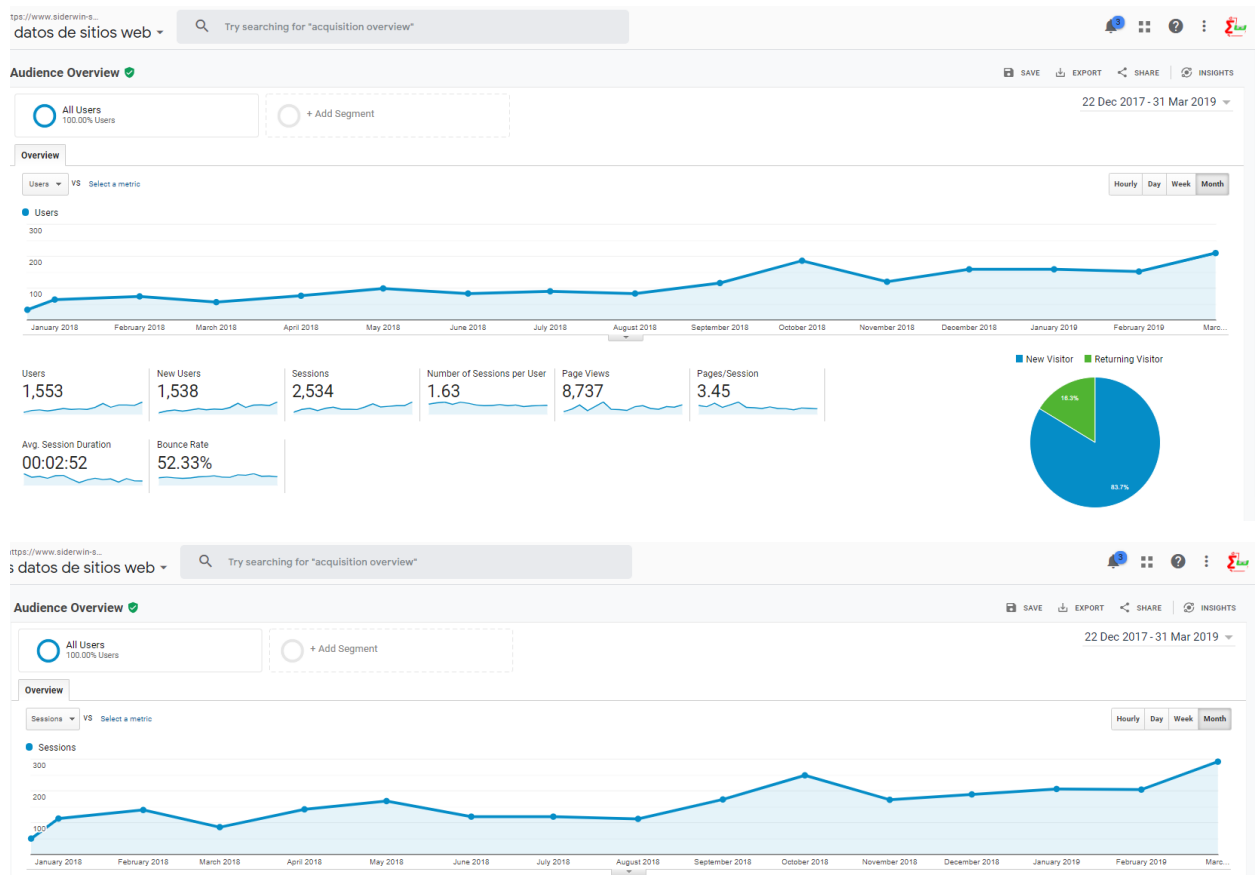 tps://www.siderwin-s...
datos de sitios web
Try searching for "acquisition overview"
3
Audience Overview
SAVE
EXPORT
SHARE
INSIGHTS
All Users
100.00% Users
+ Add Segment
22 Dec 2017 - 31 Mar 2019
Overview
Users VS Select a metric
Hourly Day Week Month
Users
300
200
100
January 2018 February 2018 March 2018 April 2018 May 2018 June 2018 July 2018 August 2018 September 2018 October 2018 November 2018 December 2018 January 2019 February 2019 Marc...
New Visitor Returning Visitor
Users New Users Sessions Number of Sessions per User Page Views Pages/Session
1,553 1,538 2,534 1.63 8,737 3.45
16.3%
Avg. Session Duration Bounce Rate
00:02:52 52.33%
83.7%
https://www.siderwin-s...
s datos de sitios web
Try searching for "acquisition overview"
3
Audience Overview
SAVE
EXPORT
SHARE
INSIGHTS
All Users
100.00% Users
+ Add Segment
22 Dec 2017 - 31 Mar 2019
Overview
Sessions VS Select a metric
Hourly Day Week Month
Sessions
300
200
100
January 2018 February 2018 March 2018 April 2018 May 2018 June 2018 July 2018 August 2018 September 2018 October 2018 November 2018 December 2018 January 2019 February 2019 Marc...